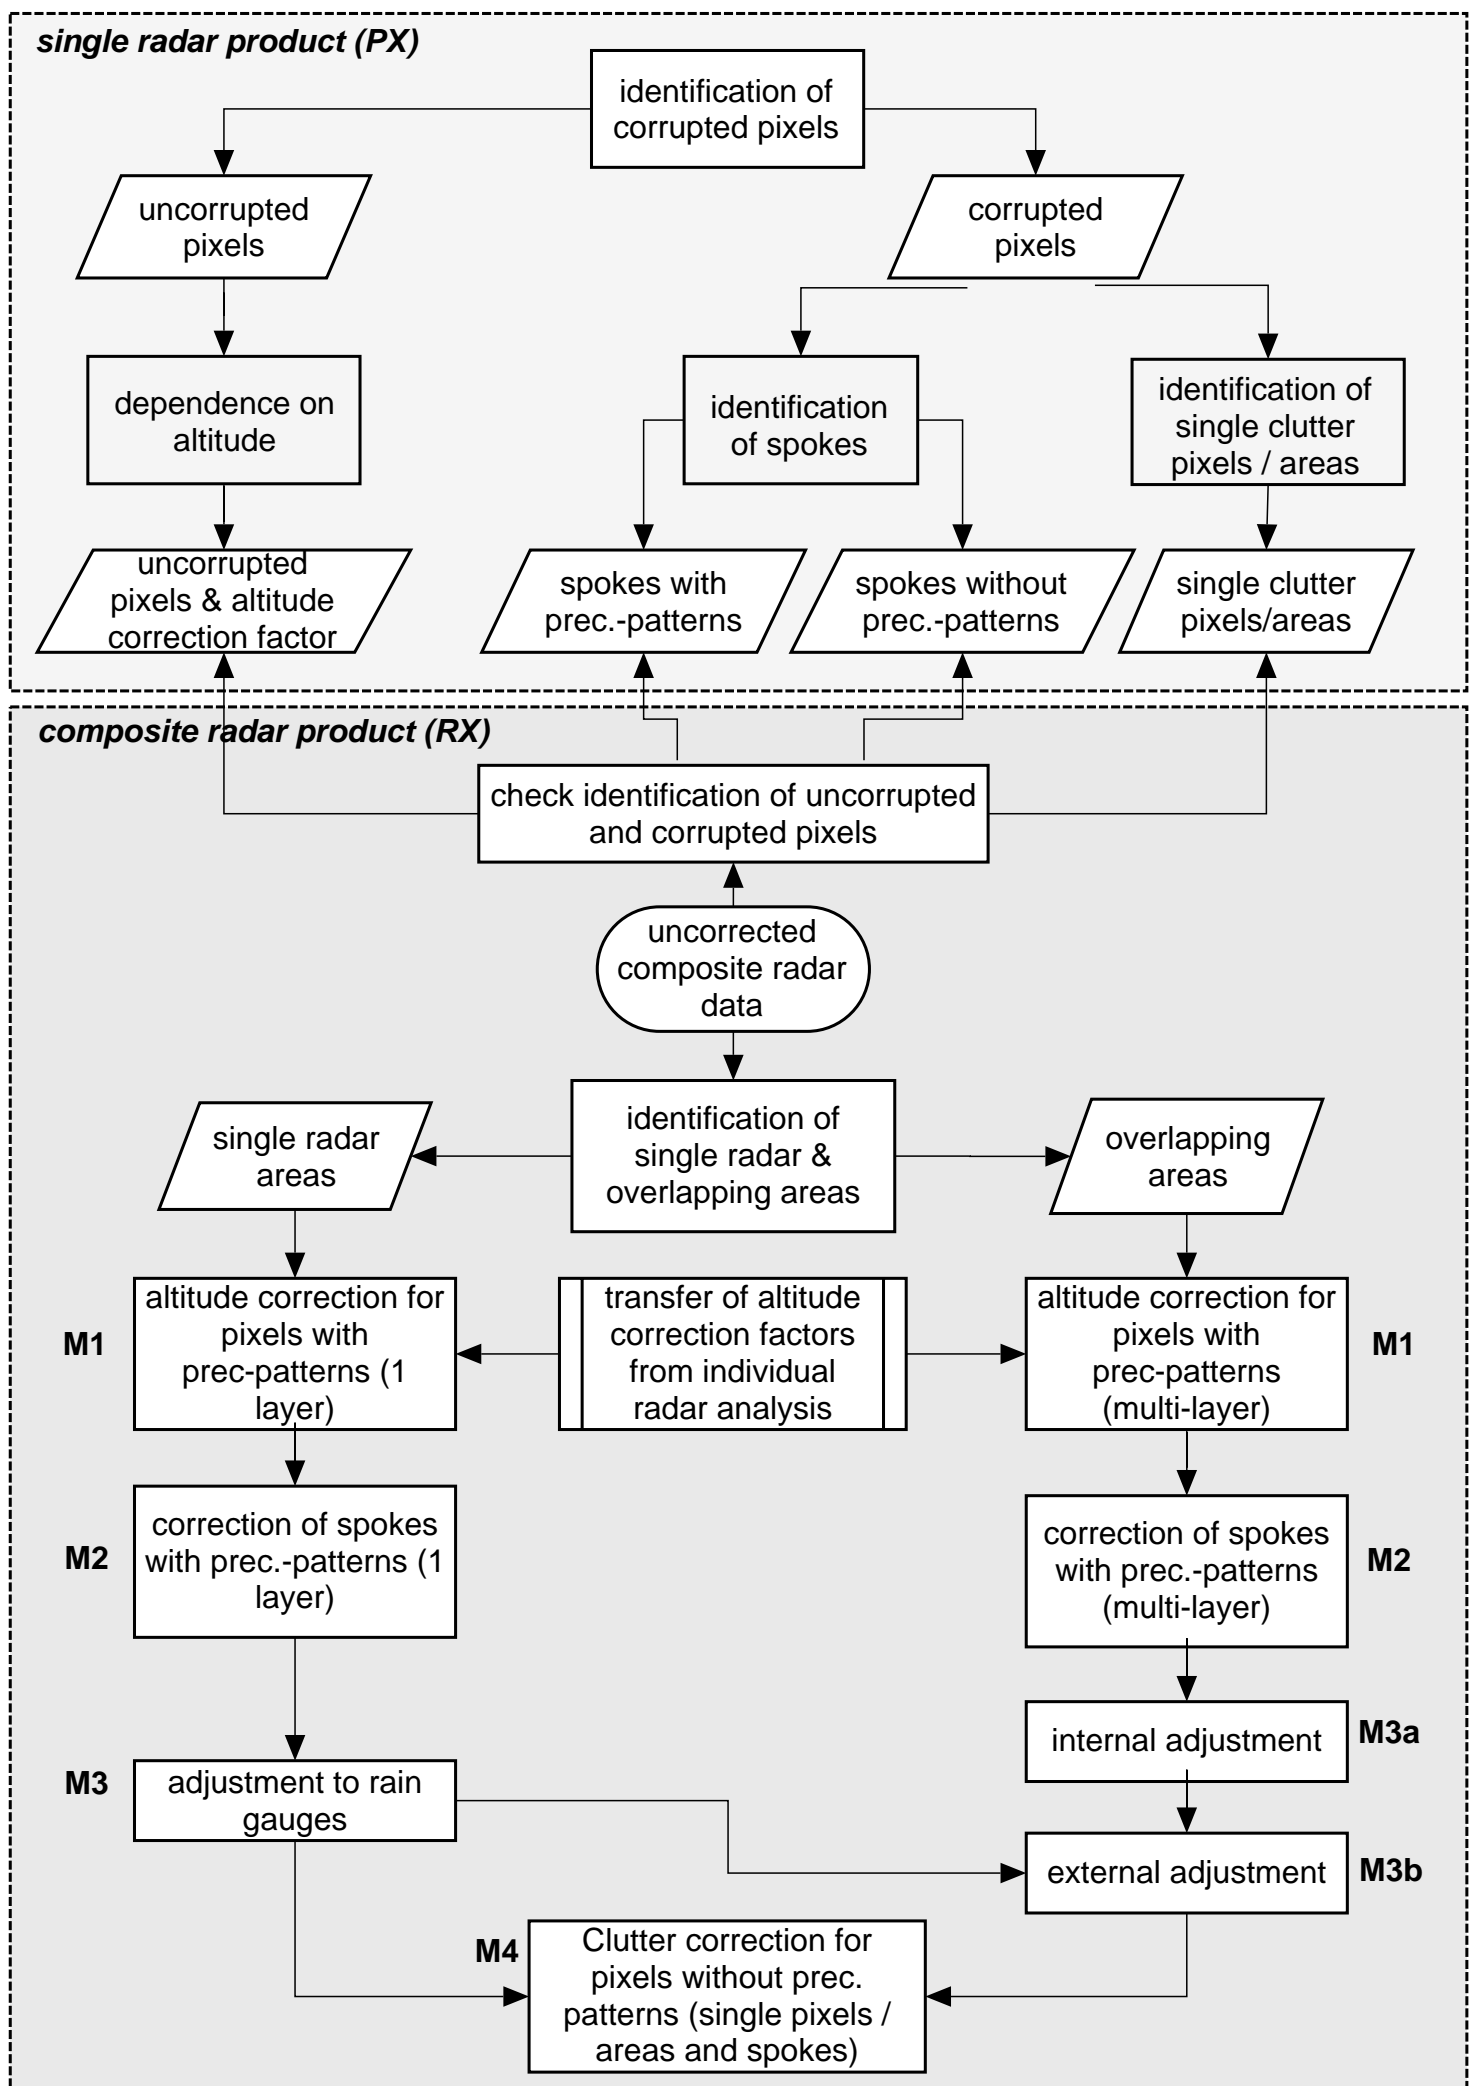 single radar product (PX)
identification of
corrupted pixels
uncorrupted
pixels
corrupted
pixels
dependence on
altitude
identification
of spokes
identification of
single clutter
pixels / areas
uncorrupted
pixels & altitude
correction factor
spokes with
prec.-patterns
spokes without
prec.-patterns
single clutter
pixels/areas
composite radar product (RX)
check identification of uncorrupted
and corrupted pixels
uncorrected
composite radar
data
identification of
single radar &
overlapping areas
single radar
areas
overlapping
areas
M1
altitude correction for
pixels with
prec-patterns (1
layer)
transfer of altitude
correction factors
from individual
radar analysis
altitude correction for
pixels with
prec-patterns
(multi-layer)
M1
M2
correction of spokes
with prec.-patterns (1
layer)
correction of spokes
with prec.-patterns
(multi-layer)
M2
internal adjustment
M3a
M3
adjustment to rain
gauges
external adjustment
M3b
M4
Clutter correction for
pixels without prec.
patterns (single pixels /
areas and spokes)